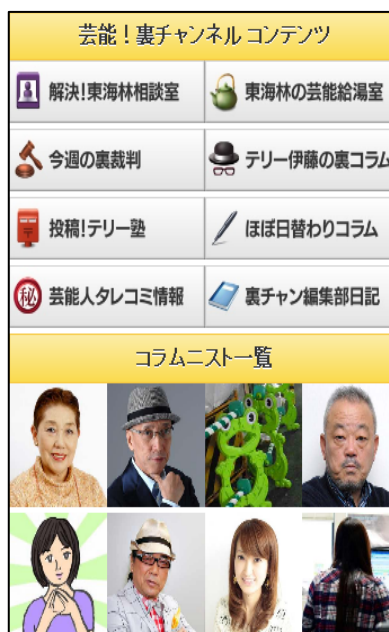 芸能！裏チャンネル コンテンツ
解決!東海林相談室
東海林の芸能給湯室
今週の裏裁判
テリー伊藤の裏コラム
投稿!テリー塾
ほぼ日替わりコラム
秘 芸能人タレコミ情報
裏チャン編集部日記
コラムニスト一覧